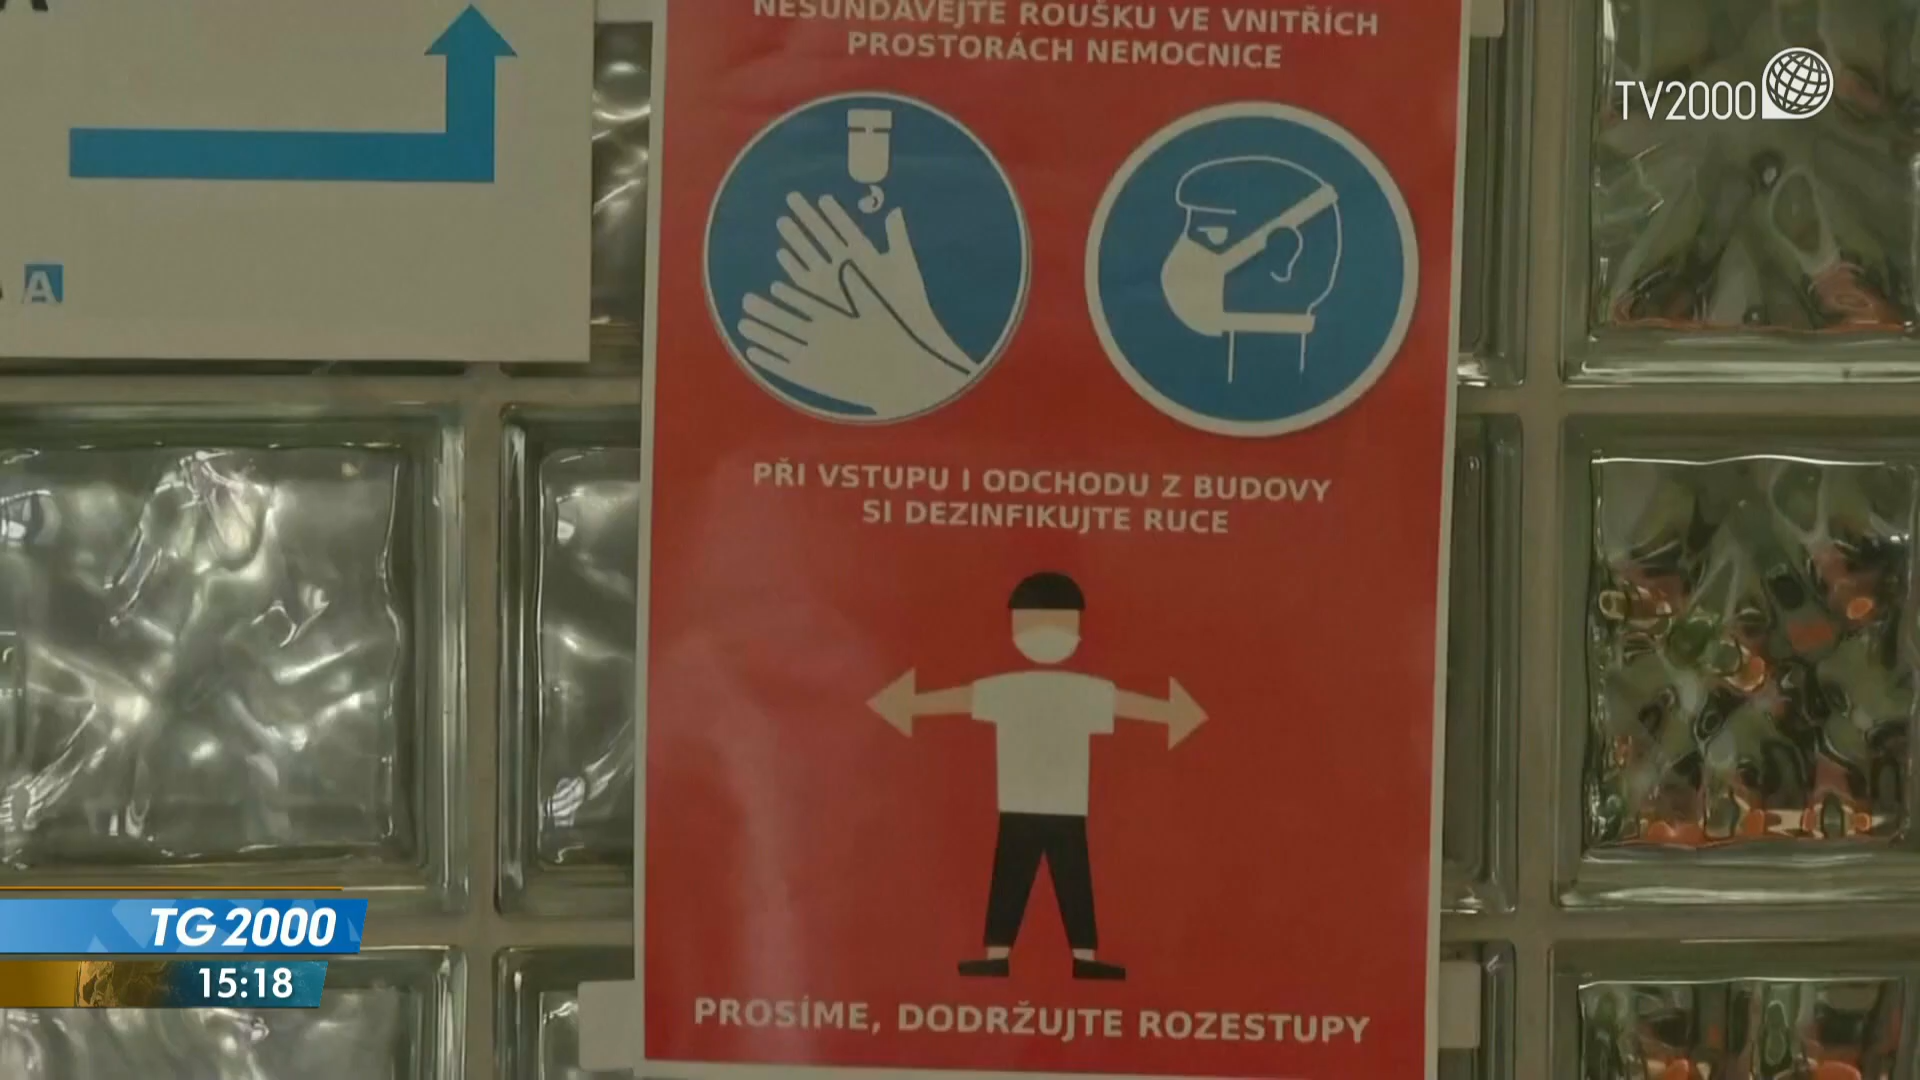 NESUNDÁVEJTE ROUŠKU VE VNITŘÍCH
PROSTORÁCH NEMOCNICE
TV2000
A
PŘI VSTUPU I ODCHODU Z BUDOVY
SI DEZINFIKUJTE RUCE
PROSÍME, DODRŽUJTE ROZESTUPY
TG 2000
15:18